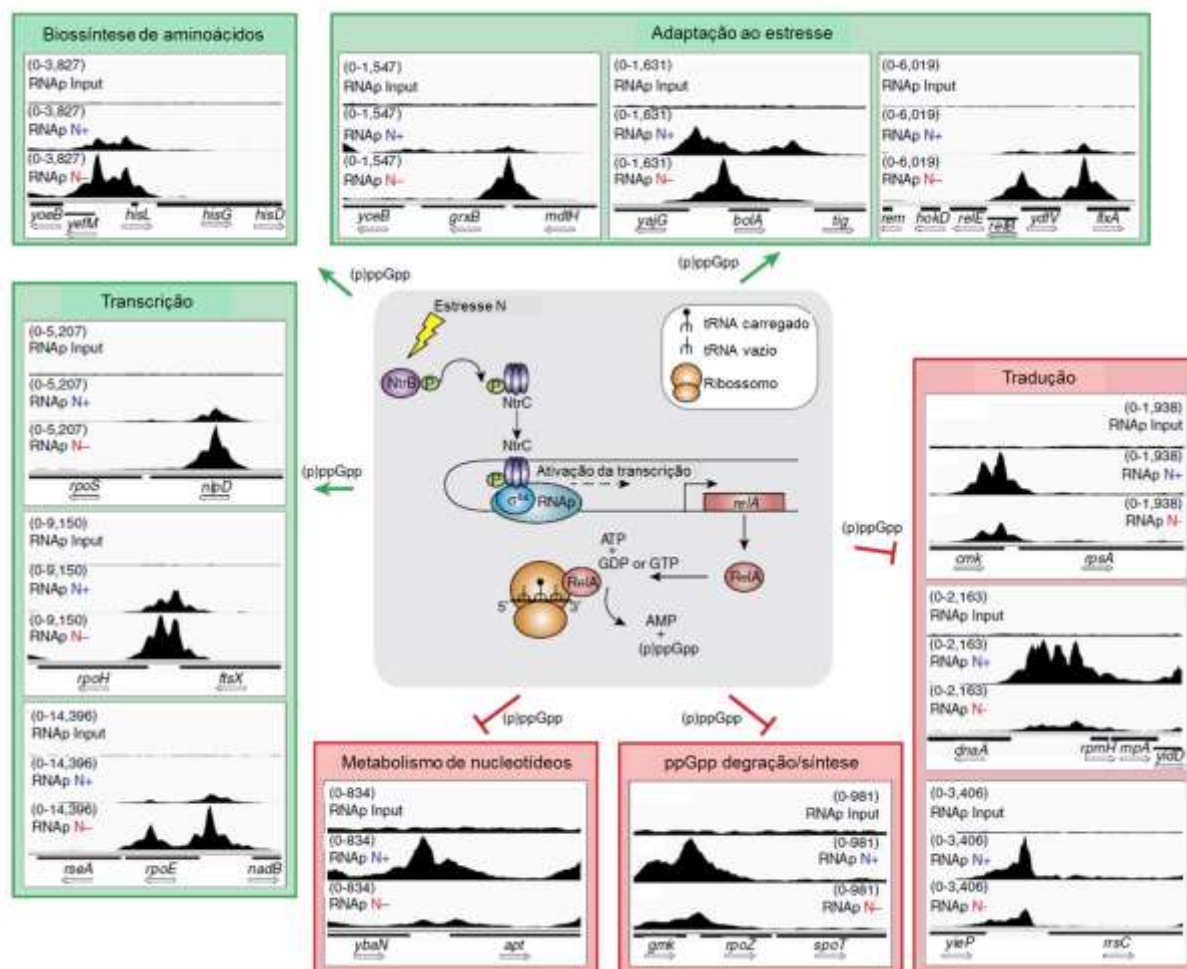 Biossíntese de aminoácidos
(0-3,827)
RNAp Input
(0-3,827)
RNAp N+
(0-3,827)
RNAp N–
yoeB
yefM
hisL
hisG
hisD
Adaptação ao estresse
(0-1,547)
RNAp Input
(0-1,547)
RNAp N+
(0-1,547)
RNAp N–
yceB
grxB
mdtH
(0-1,631)
RNAp Input
(0-1,631)
RNAp N+
(0-1,631)
RNAp N–
yajG
bolA
tig
(0-6,019)
RNAp Input
(0-6,019)
RNAp N+
(0-6,019)
RNAp N–
rem
hokD
relE
relB
ydfV
flxA
(p)ppGpp
(p)ppGpp
Transcrição
(0-5,207)
RNAp Input
(0-5,207)
RNAp N+
(0-5,207)
RNAp N–
rpoS
nlpD
(0-9,150)
RNAp Input
(0-9,150)
RNAp N+
(0-9,150)
RNAp N–
rpoH
ftsX
(0-14,396)
RNAp Input
(0-14,396)
RNAp N+
(0-14,396)
RNAp N–
rseA
rpoE
nadB
(p)ppGpp
Estresse N
NtrB
P
P
NtrC
NtrC
P
σ54
RNAp
Ativação da transcrição
relA
tRNA carregado
tRNA vazio
Ribossomo
ATP
+
GDP or GTP
RelA
RelA
5'
3'
AMP
+
(p)ppGpp
(p)ppGpp
Tradução
(0-1,938)
RNAp Input
(0-1,938)
RNAp N+
(0-1,938)
RNAp N-
cmk
rpsA
(0-2,163)
RNAp Input
(0-2,163)
RNAp N+
(0-2,163)
RNAp N-
dnaA
rpmH
rnpA
yidD
(0-3,406)
RNAp Input
(0-3,406)
RNAp N+
(0-3,406)
RNAp N-
yieP
rrsC
(p)ppGpp
(p)ppGpp
Metabolismo de nucleotídeos
(0-834)
RNAp Input
(0-834)
RNAp N+
(0-834)
RNAp N–
ybaN
apt
ppGpp degração/síntese
(0-981)
RNAp Input
(0-981)
RNAp N+
(0-981)
RNAp N–
gmk
rpoZ
spoT